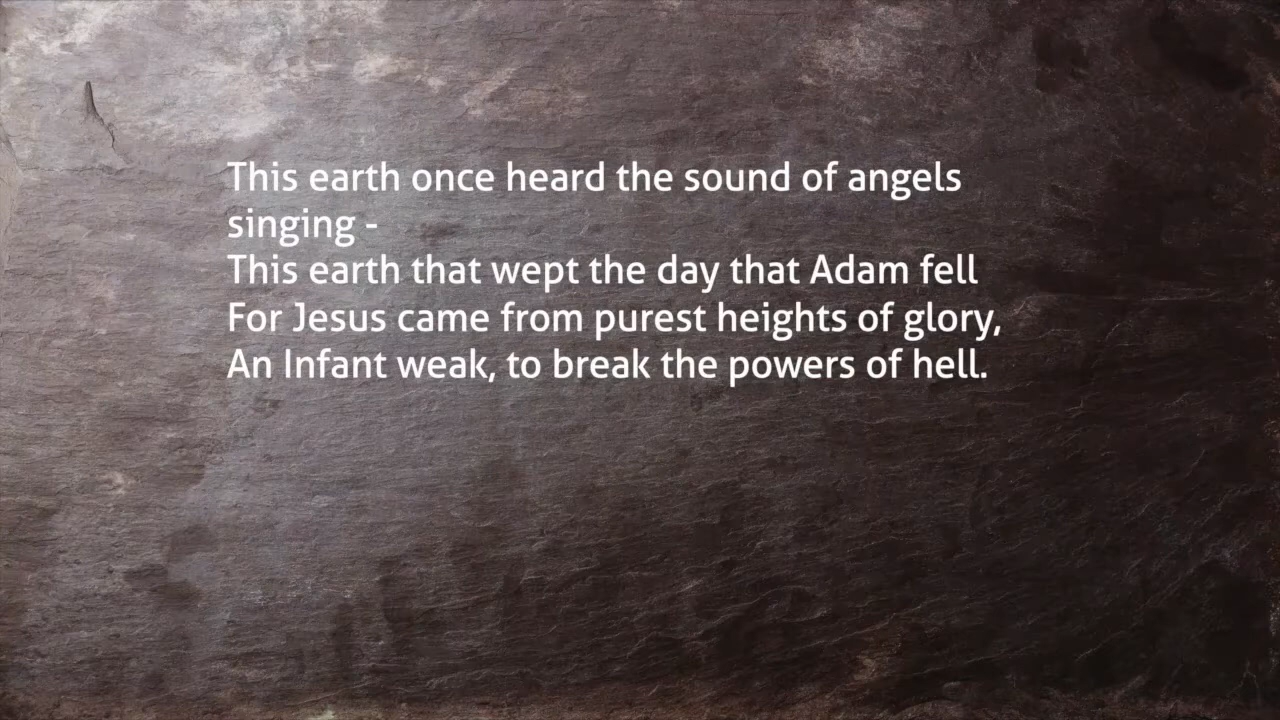 This earth once heard the sound of angels
singing -
This earth that wept the day that Adam fell
For Jesus came from purest heights of glory,
An Infant weak, to break the powers of hell.